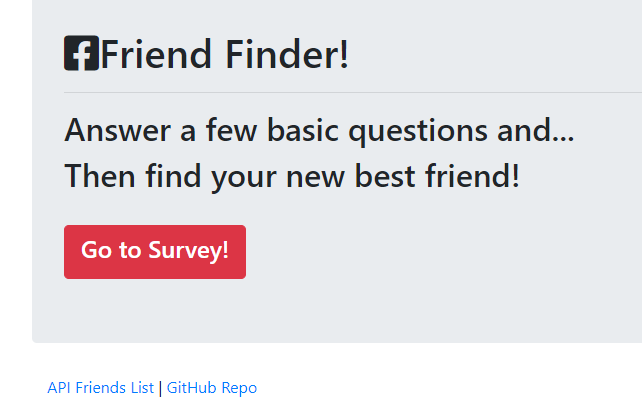 Friend Finder!
Answer a few basic questions and...
Then find your new best friend!
Go to Survey!
API Friends List | GitHub Repo